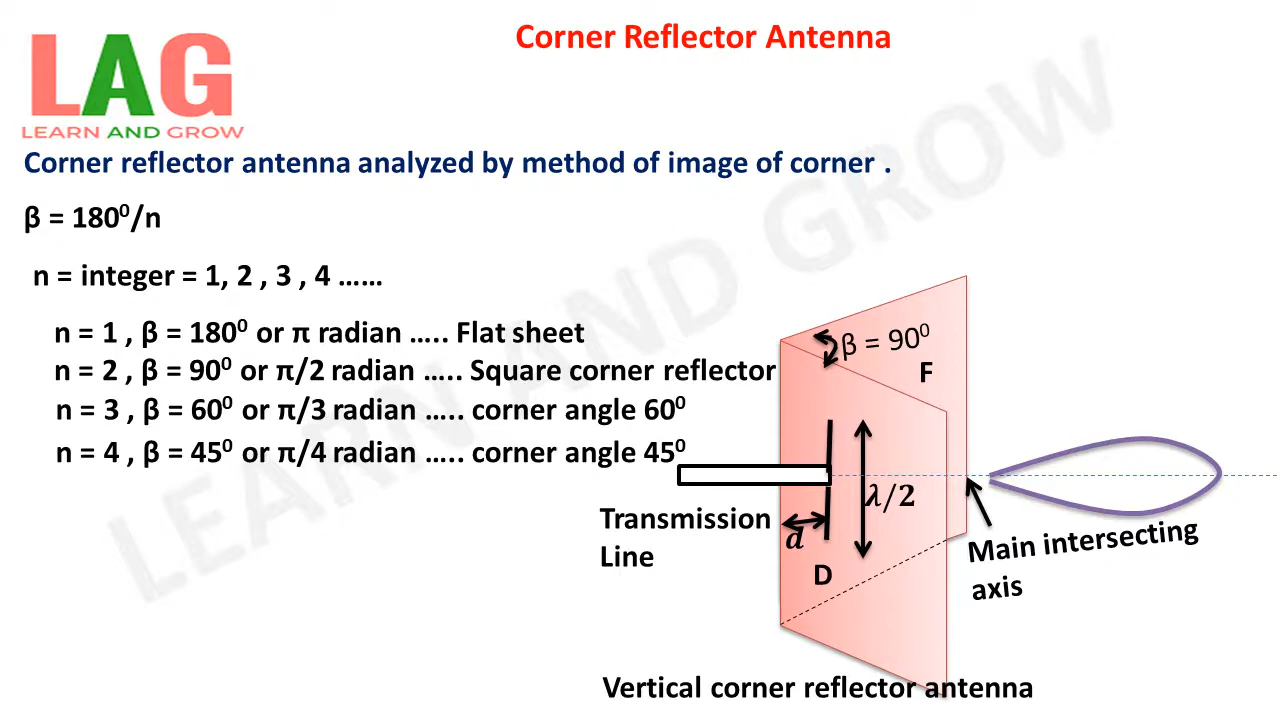 Corner Reflector Antenna
LAG
LEARN AND GROW
Corner reflector antenna analyzed by method of image of corner .
β = 180⁰/n
n = integer = 1, 2 , 3 , 4 ......
n = 1 , β = 180⁰ or π radian ..... Flat sheet
n = 2 , β = 90⁰ or π/2 radian ..... Square corner reflector
n = 3 , β = 60⁰ or π/3 radian ..... corner angle 60⁰
n = 4 , β = 45⁰ or π/4 radian ..... corner angle 45⁰
β = 90⁰
F
λ/2
Transmission
Line
d
D
Main intersecting
axis
Vertical corner reflector antenna
LEARN AND GROW